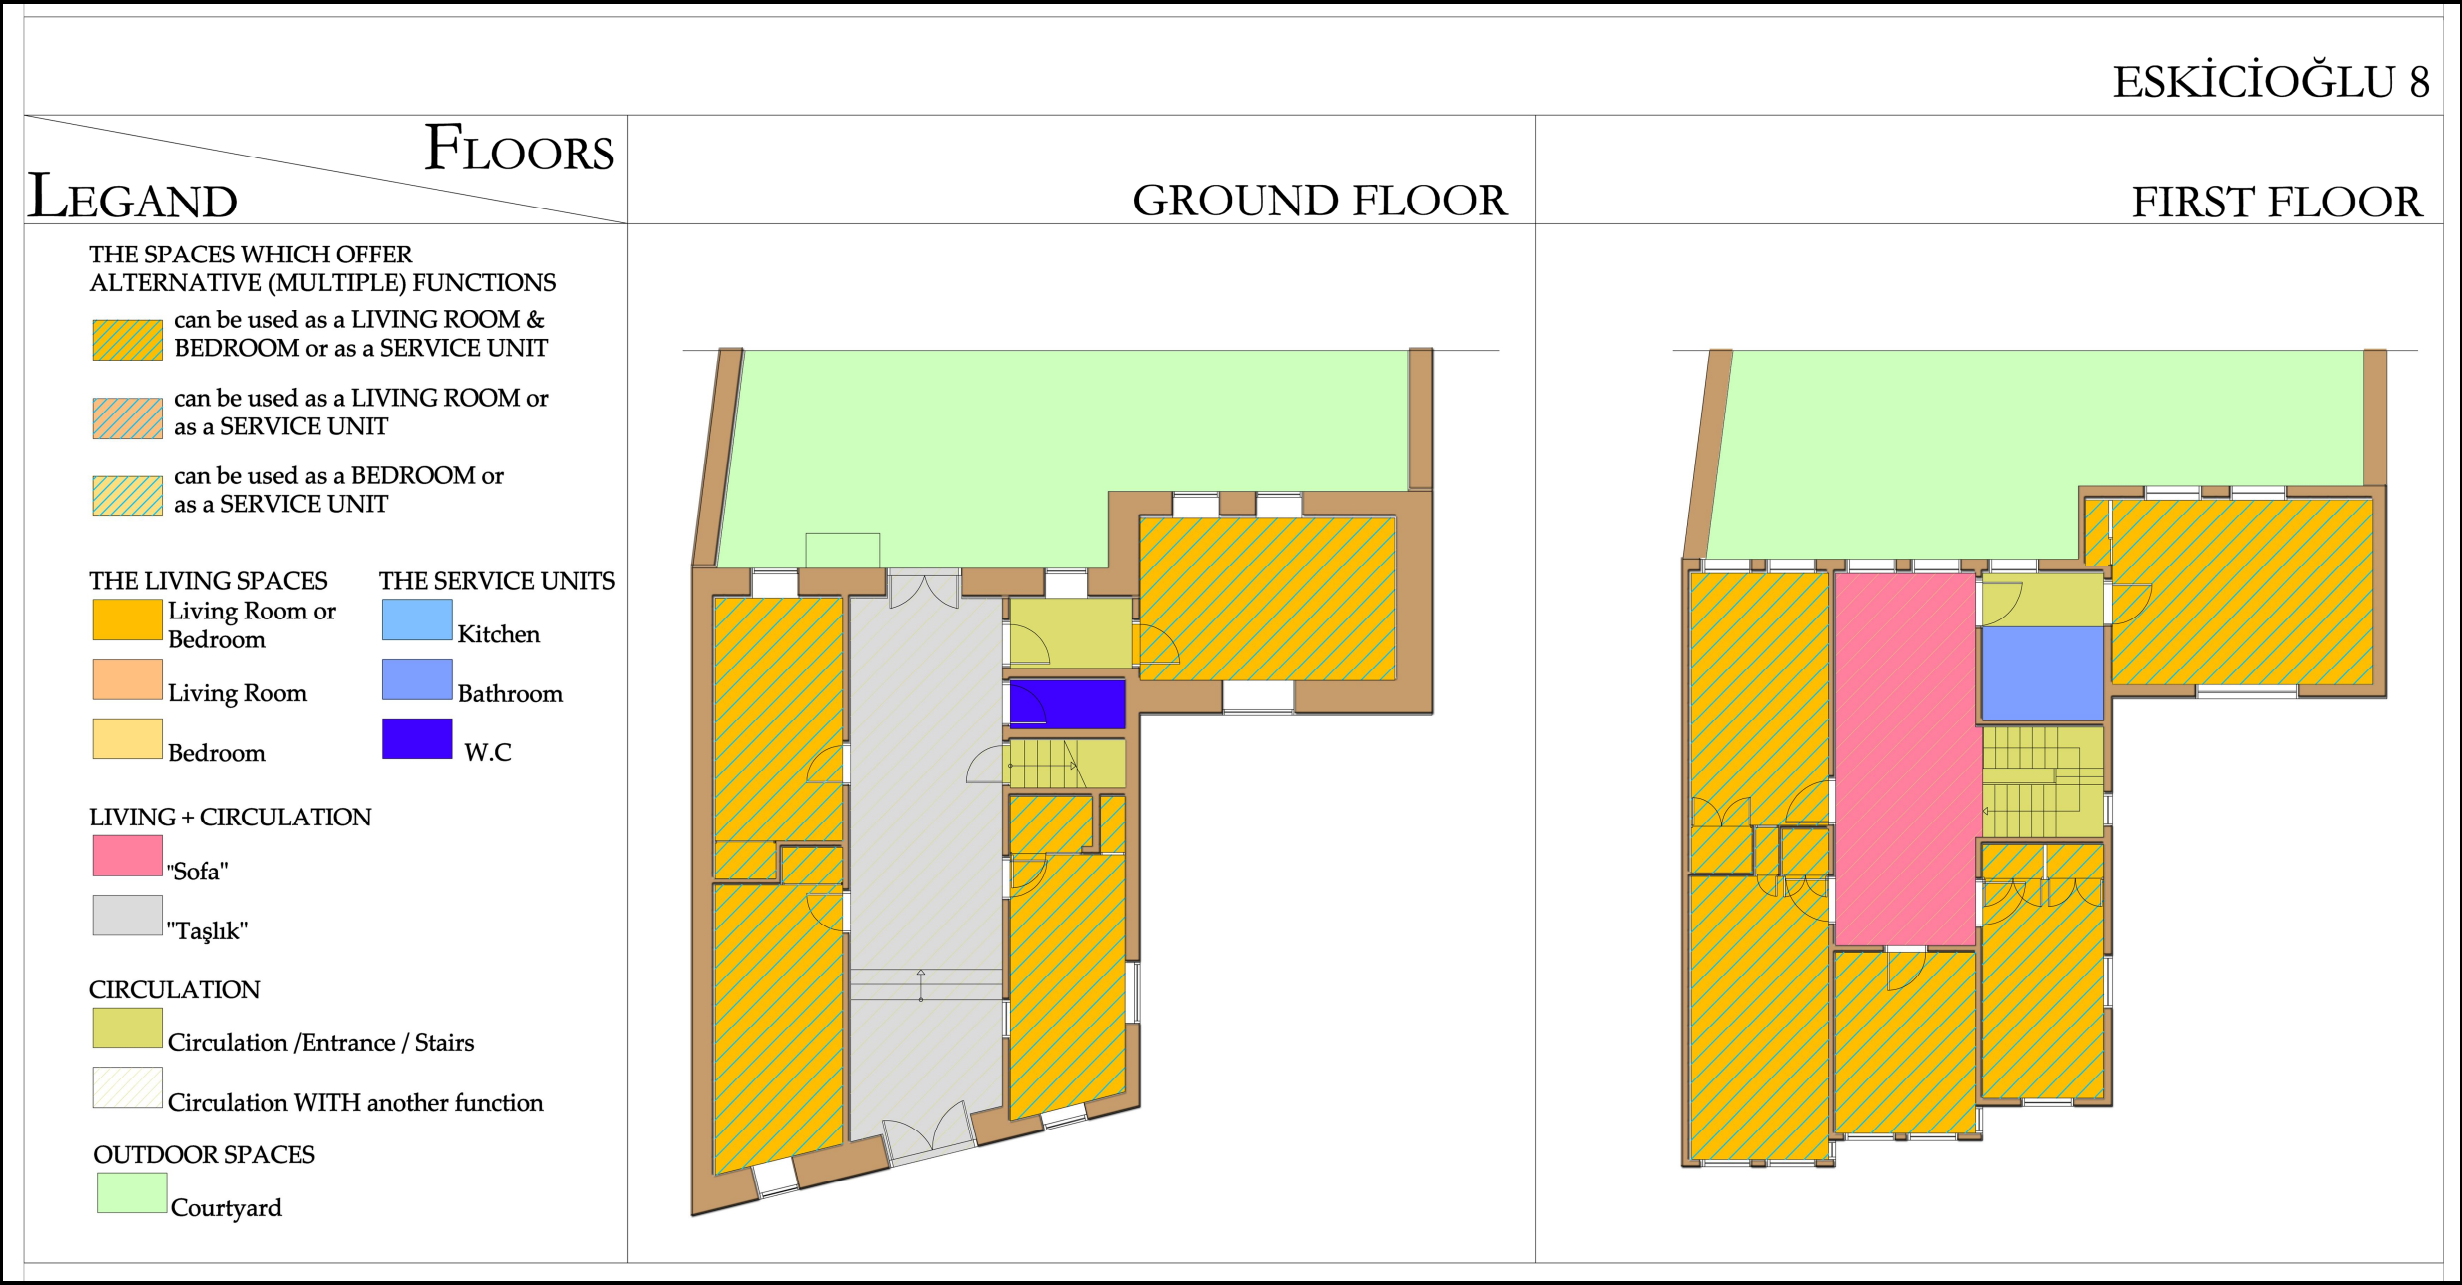 ESKİCİOĞLU 8
FLOORS
LEGAND
GROUND FLOOR
FIRST FLOOR
THE SPACES WHICH OFFER
ALTERNATIVE (MULTIPLE) FUNCTIONS
can be used as a LIVING ROOM &
BEDROOM or as a SERVICE UNIT
can be used as a LIVING ROOM or
as a SERVICE UNIT
can be used as a BEDROOM or
as a SERVICE UNIT
THE LIVING SPACES
Living Room or
Bedroom
Living Room
Bedroom
THE SERVICE UNITS
Kitchen
Bathroom
W.C
LIVING + CIRCULATION
"Sofa"
"Taşlık"
CIRCULATION
Circulation /Entrance / Stairs
Circulation WITH another function
OUTDOOR SPACES
Courtyard